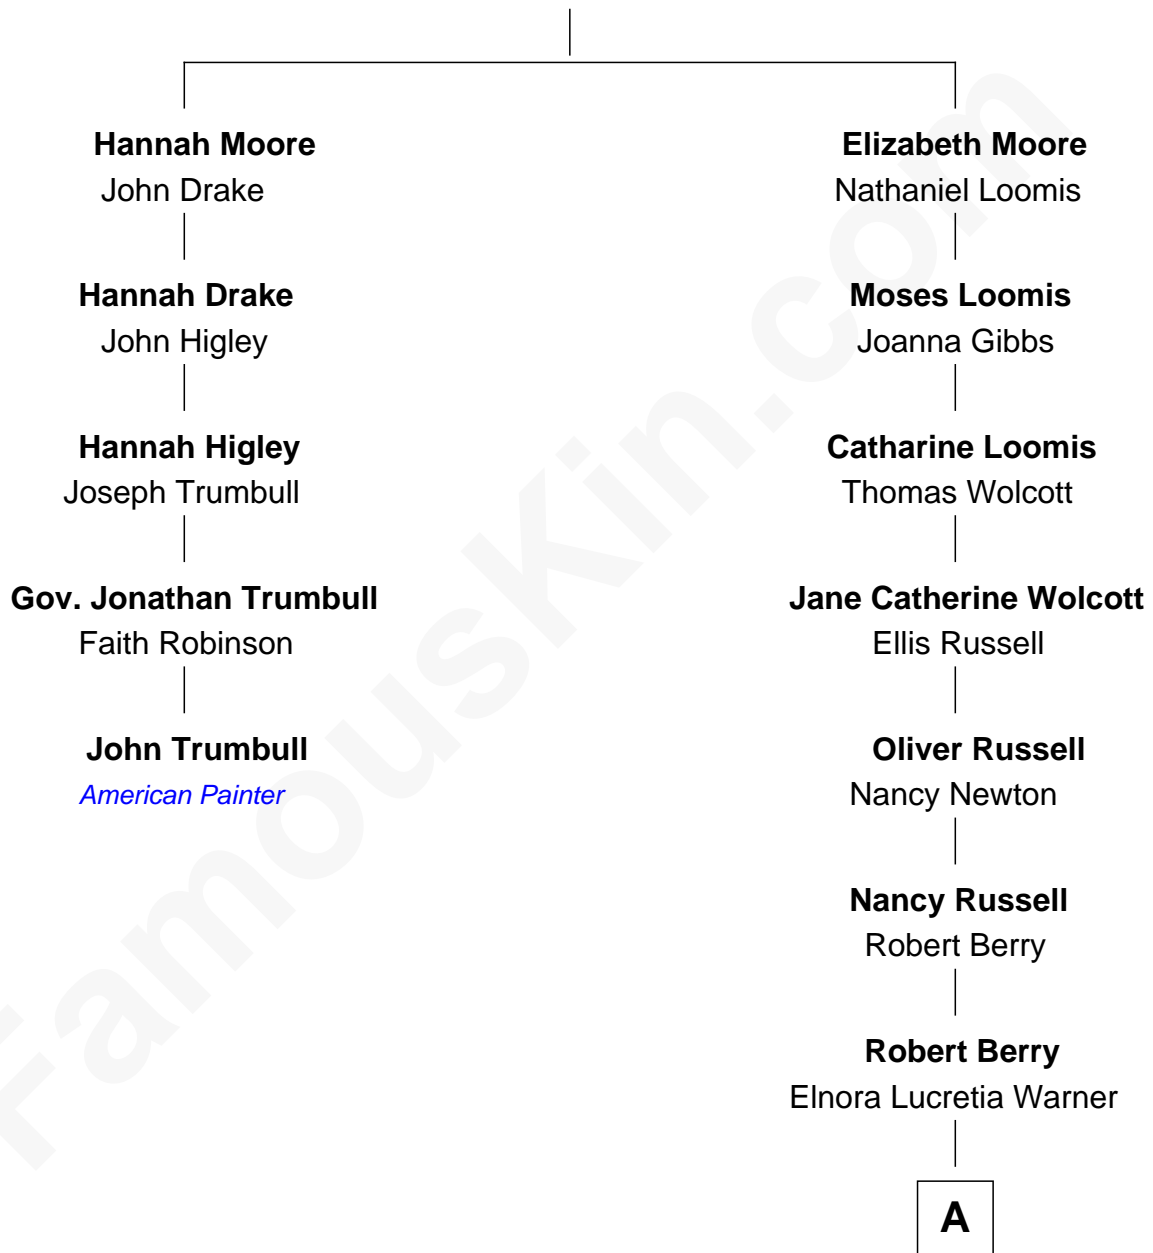 Hannah Moore
John Drake
Hannah Drake
John Higley
Hannah Higley
Joseph Trumbull
Gov. Jonathan Trumbull
Faith Robinson
John Trumbull
American Painter
Elizabeth Moore
Nathaniel Loomis
Moses Loomis
Joanna Gibbs
Catharine Loomis
Thomas Wolcott
Jane Catherine Wolcott
Ellis Russell
Oliver Russell
Nancy Newton
Nancy Russell
Robert Berry
Robert Berry
Elnora Lucretia Warner
A
FamousKin.com